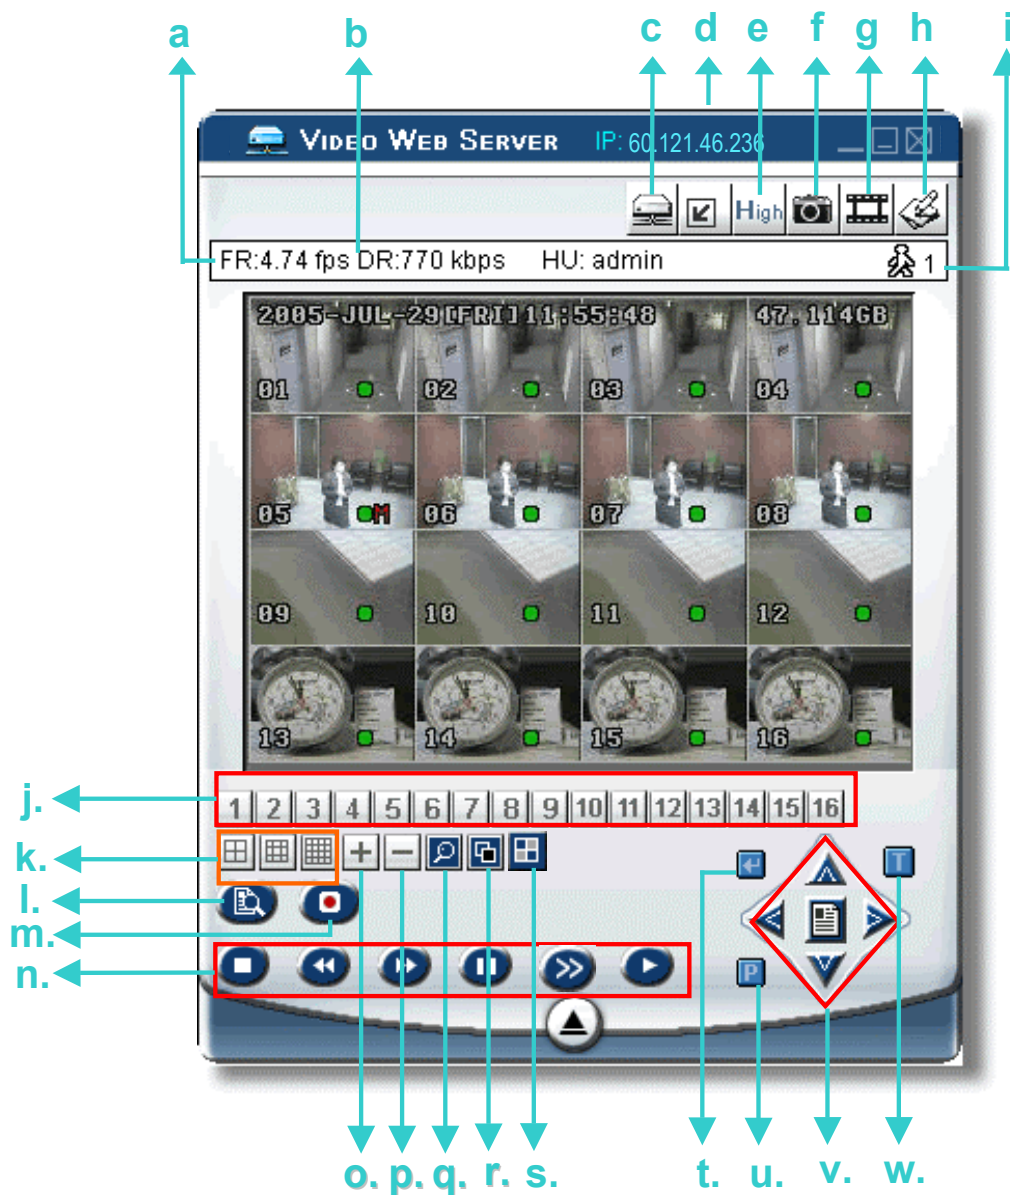 a b c d e f g h i
VIDEO WEB SERVER IP: 60.121.46.236
High
FR:4.74 fps DR:770 kbps HU: admin 1
2005-JUL-29[FRI]11:55:48 47.114GB
01 02 03 04
05 M 06 07 08
09 10 11 12
13 14 15 16
j. 1 2 3 4 5 6 7 8 9 10 11 12 13 14 15 16
k.
l. T
m.
n. P
o. p. q. r. s. t. u. v. w.